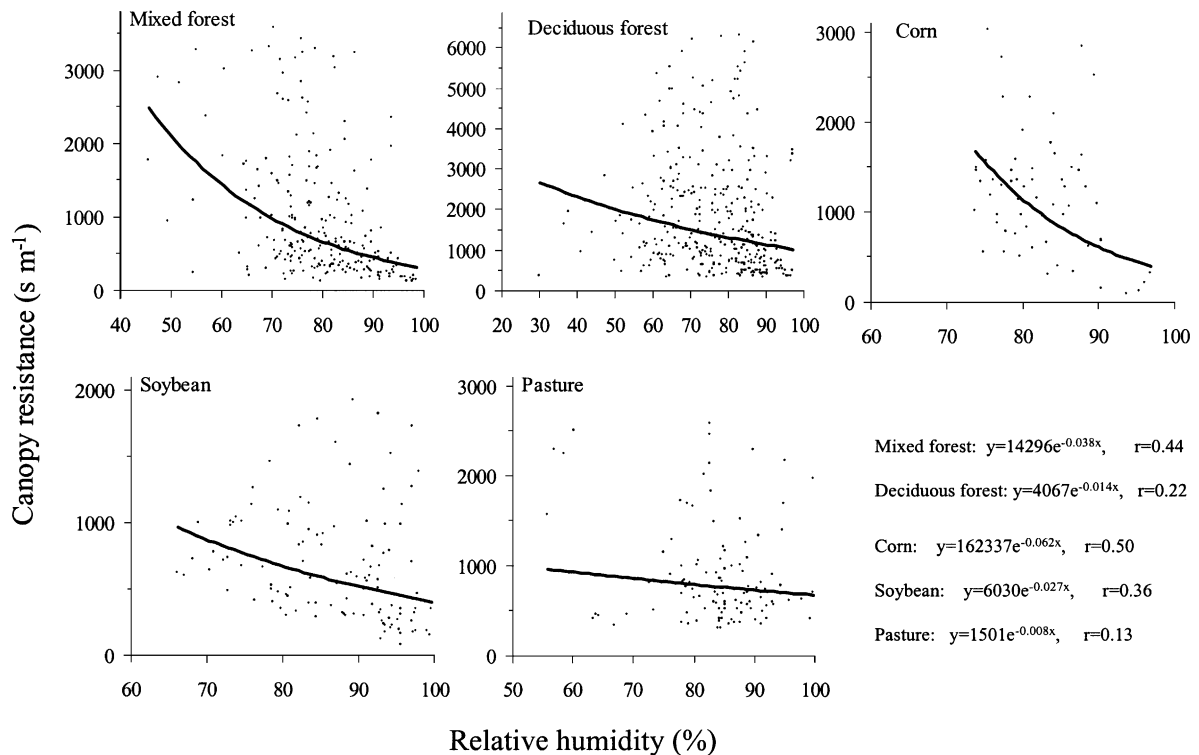 Mixed forest
Deciduous forest
Corn
Canopy resistance (s m⁻¹)
3000
2000
1000
0
40 50 60 70 80 90 100
6000
5000
4000
3000
2000
1000
0
20 30 40 50 60 70 80 90 100
3000
2000
1000
0
60 70 80 90 100
Soybean
2000
1000
0
60 70 80 90 100
Pasture
3000
2000
1000
0
50 60 70 80 90 100
Mixed forest: y=14296e⁻⁰·⁰³⁸ˣ, r=0.44
Deciduous forest: y=4067e⁻⁰·⁰¹⁴ˣ, r=0.22
Corn: y=162337e⁻⁰·⁰⁶²ˣ, r=0.50
Soybean: y=6030e⁻⁰·⁰²⁷ˣ, r=0.36
Pasture: y=1501e⁻⁰·⁰⁰⁸ˣ, r=0.13
Relative humidity (%)